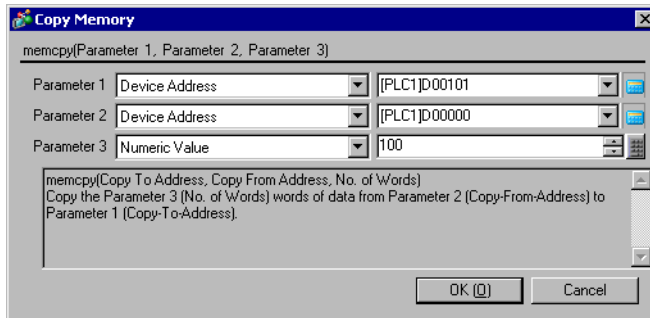 Copy Memory
memcpy(Parameter 1, Parameter 2, Parameter 3)
Parameter 1 Device Address [PLC1]D00101
Parameter 2 Device Address [PLC1]D00000
Parameter 3 Numeric Value 100
memcpy(Copy To Address, Copy From Address, No. of Words)
Copy the Parameter 3 (No. of Words) words of data from Parameter 2 (Copy-From-Address) to
Parameter 1 (Copy-To-Address).
OK (O) Cancel